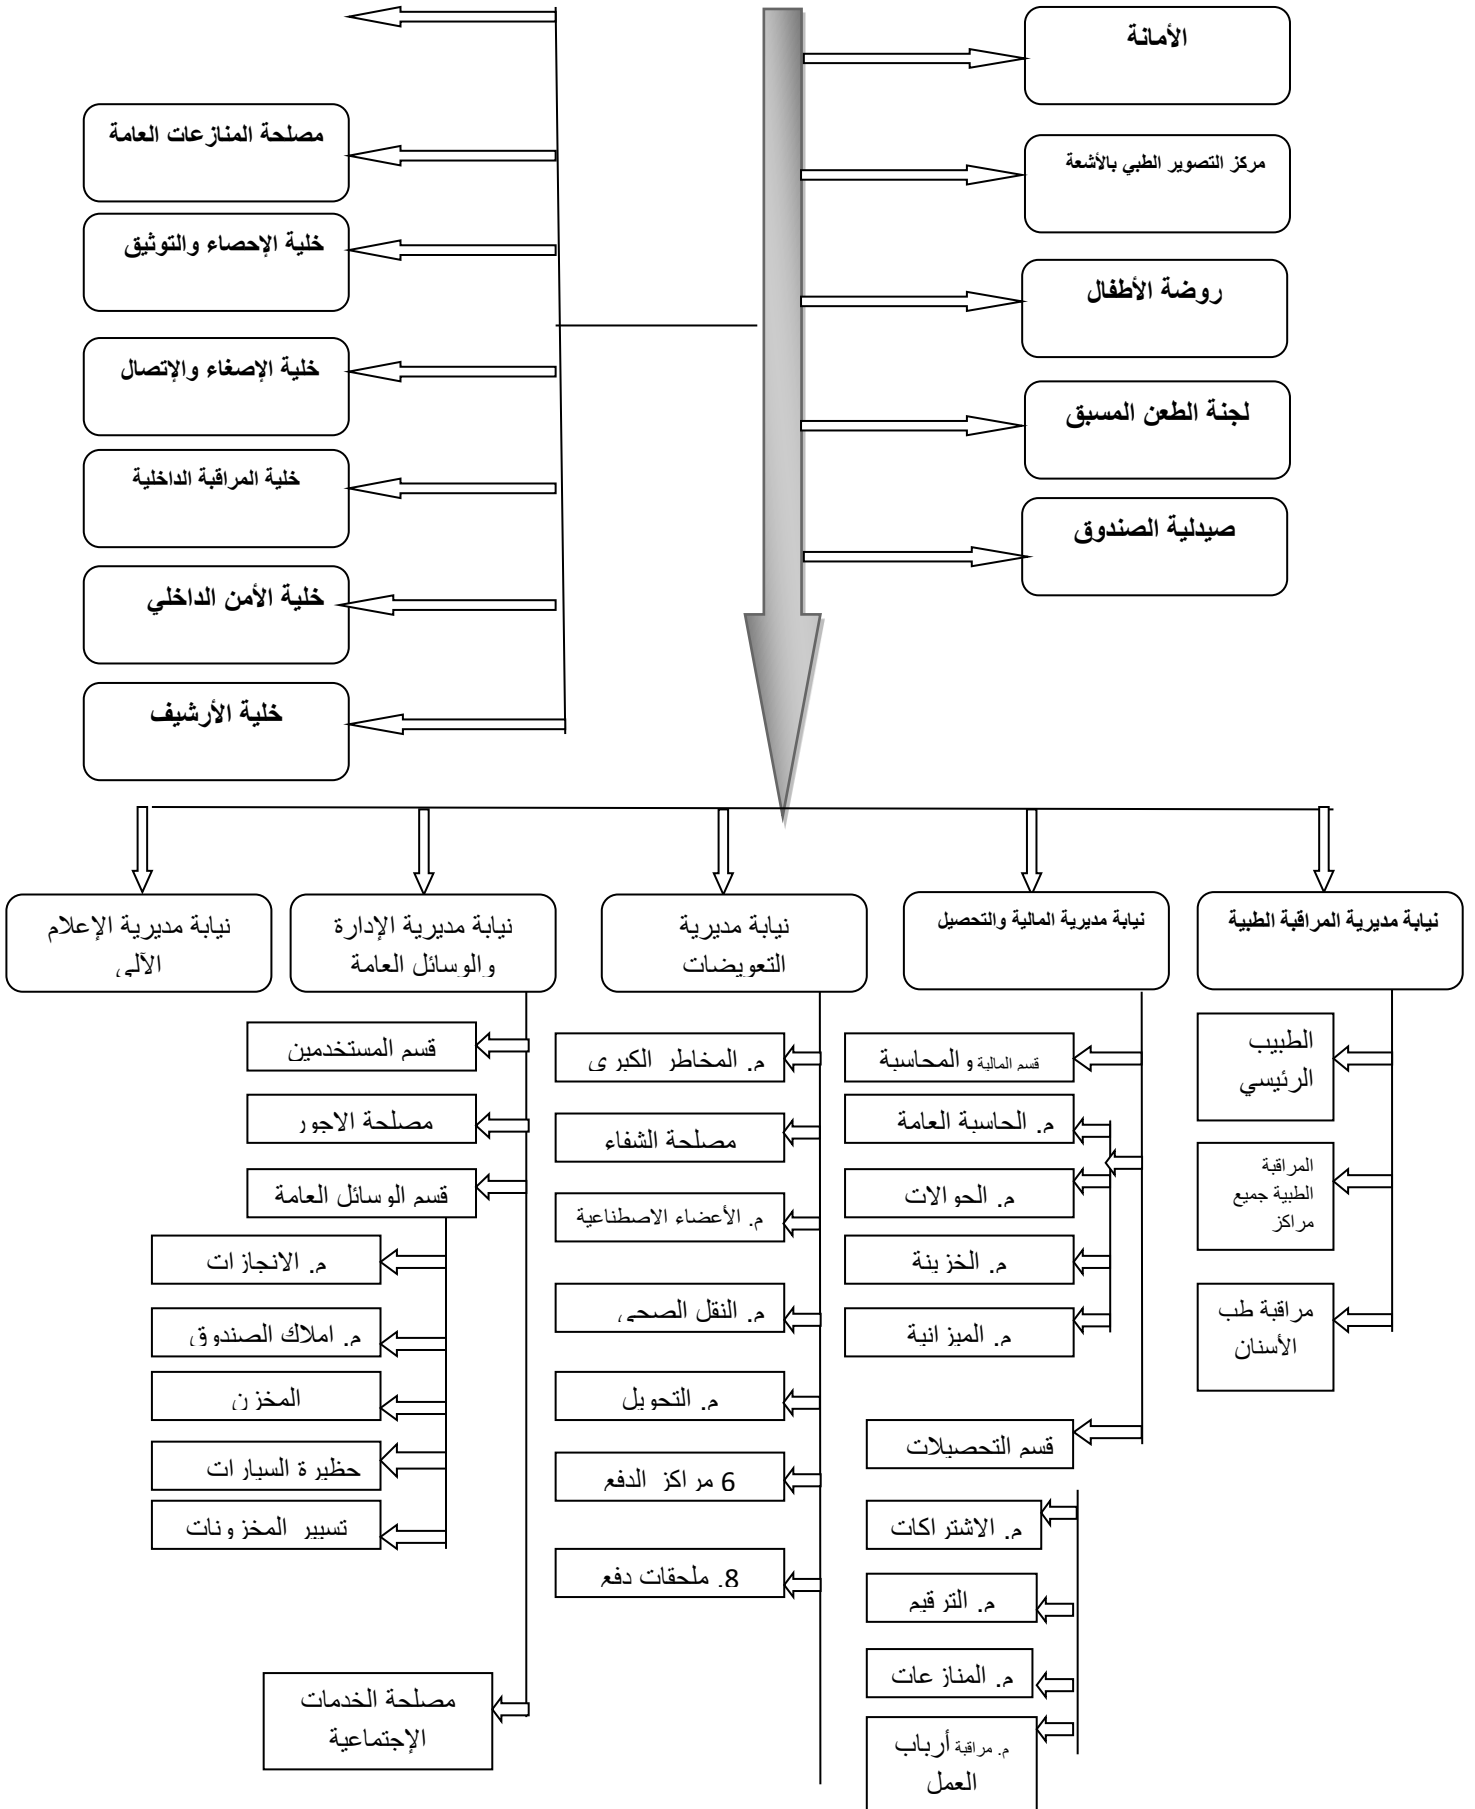 الأمانة
مركز التصوير الطبي بالأشعة
روضة الأطفال
لجنة الطعن المسبق
صيدلية الصندوق
مصلحة المنازعات العامة
خلية الإحصاء والتوثيق
خلية الإصغاء والإتصال
خلية المراقبة الداخلية
خلية الأمن الداخلي
خلية الأرشيف
نيابة مديرية المراقبة الطبية
نيابة مديرية المالية والتحصيل
نيابة مديرية
التعويضات
نيابة مديرية الإدارة
والوسائل العامة
نيابة مديرية الإعلام
الآلي
الطبيب
الرئيسي
المراقبة
الطبية جميع
مراكز
مراقبة طب
الأسنان
قسم المالية والمحاسبة
م. الحاسبة العامة
م. الحوالات
م. الخزينة
م. الميزانية
قسم التحصيلات
م. الاشتراكات
م. الترقيم
م. المنازعات
م. مراقبة أرباب
العمل
م. المخاطر الكبرى
مصلحة الشفاء
م. الأعضاء الاصطناعية
م. النقل الصحي
م. التحويل
6 مراكز الدفع
8. ملحقات دفع
قسم المستخدمين
مصلحة الاجور
قسم الوسائل العامة
م. الانجازات
م. املاك الصندوق
المخزن
حظيرة السيارات
تسيير المخزونات
مصلحة الخدمات
الإجتماعية